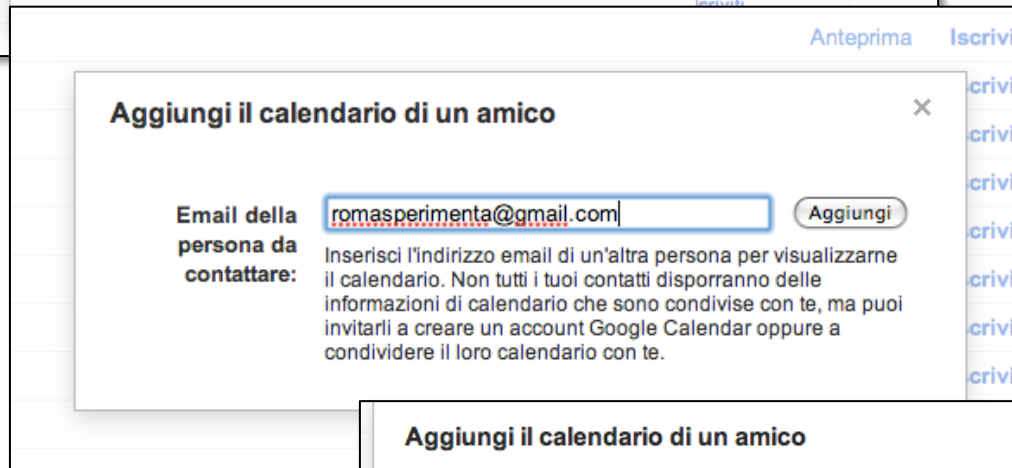 Anteprima
Aggiungi il calendario di un amico
Email della persona da contattare:
romasperimenta@gmail.com
Aggiungi
Inserisci l'indirizzo email di un'altra persona per visualizzarne
il calendario. Non tutti i tuoi contatti disporranno delle
informazioni di calendario che sono condivise con te, ma puoi
invitarli a creare un account Google Calendar oppure a
condividere il loro calendario con te.
Aggiungi il calendario di un amico